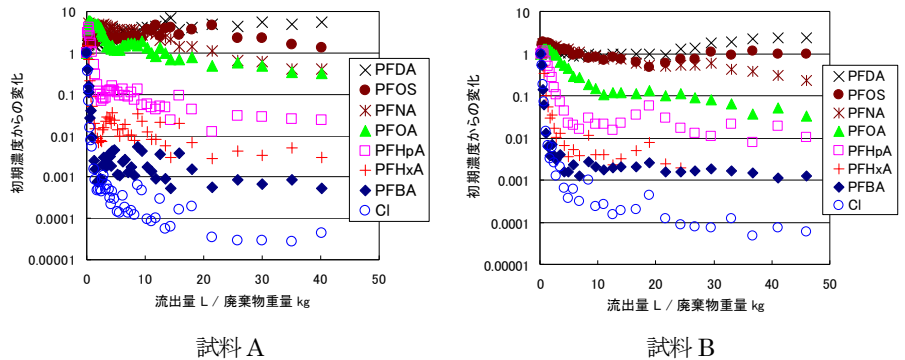 10
1
0.1
0.01
0.001
0.0001
0.00001
初期濃度からの変化
0 10 20 30 40 50
流出量 L / 廃棄物重量 kg
PFDA
PFOS
PFNA
PFOA
PFHpA
PFHxA
PFBA
Cl
試料 A
10
1
0.1
0.01
0.001
0.0001
0.00001
初期濃度からの変化
0 10 20 30 40 50
流出量 L / 廃棄物重量 kg
PFDA
PFOS
PFNA
PFOA
PFHpA
PFHxA
PFBA
Cl
試料 B